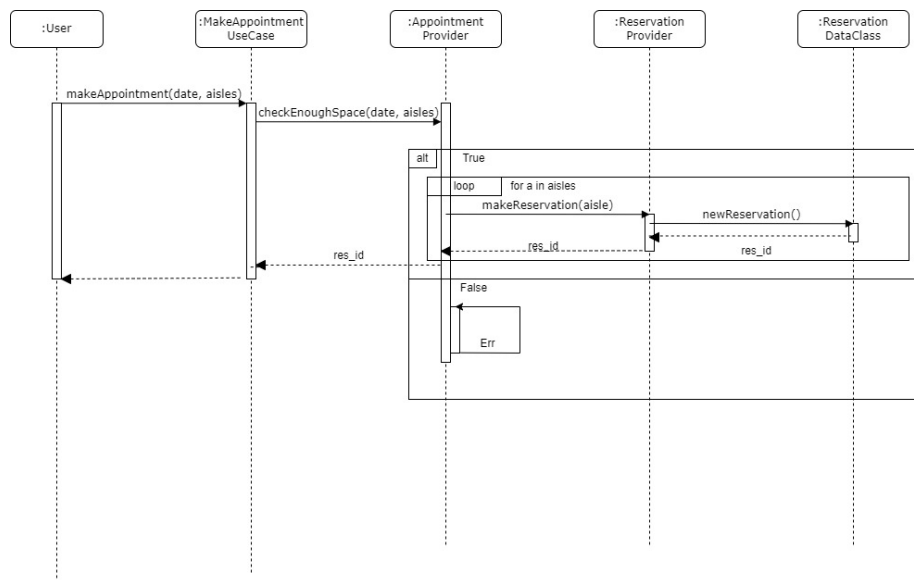 :User
:MakeAppointment
UseCase
:Appointment
Provider
:Reservation
Provider
:Reservation
DataClass
makeAppointment(date, aisles)
checkEnoughSpace(date, aisles)
alt
True
loop
for a in aisles
makeReservation(aisle)
newReservation()
res_id
res_id
res_id
False
Err